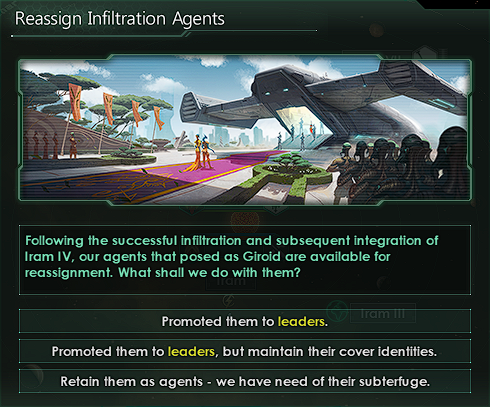 Reassign Infiltration Agents
Following the successful infiltration and subsequent integration of
Iram IV, our agents that posed as Giroid are available for
reassignment. What shall we do with them?
Iram
Iram III
Promoted them to leaders.
Promoted them to leaders, but maintain their cover identities.
Retain them as agents - we have need of their subterfuge.